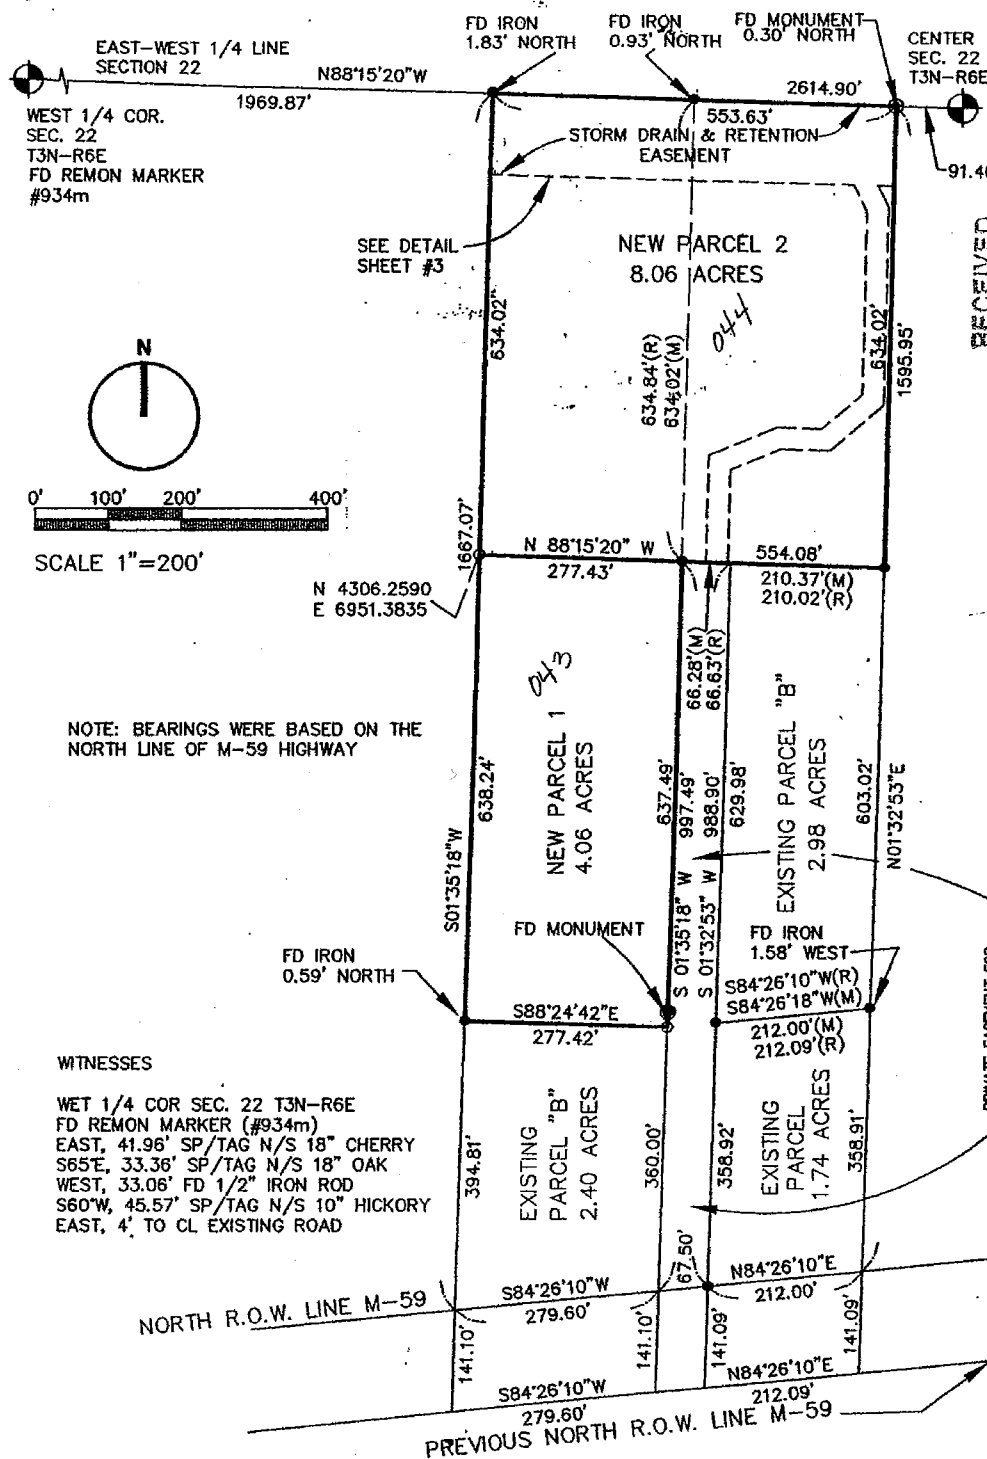 FD IRON
1.83' NORTH
FD IRON
0.93' NORTH
FD MONUMENT
0.30' NORTH
CENTER
SEC. 22
T3N-R6E
EAST-WEST 1/4 LINE
SECTION 22
N88°15'20"W
1969.87'
2614.90'
553.63'
WEST 1/4 COR.
SEC. 22
T3N-R6E
FD REMON MARKER
#934m
STORM DRAIN & RETENTION
EASEMENT
91.40
RECEIVED
SEE DETAIL
SHEET #3
NEW PARCEL 2
8.06 ACRES
044
634.02"
634.84'(R)
634.02'(M)
634.02'
1595.95'
N
0' 100' 200' 400'
SCALE 1"=200'
1667.07'
N 88°15'20" W
277.43'
554.08'
210.37'(M)
210.02'(R)
N 4306.2590
E 6951.3835
66.28'(M)
66.63'(R)
043
NOTE: BEARINGS WERE BASED ON THE
NORTH LINE OF M-59 HIGHWAY
NEW PARCEL 1
4.06 ACRES
EXISTING PARCEL "B"
2.98 ACRES
638.24'
S01°35'18"W
637.49'
997.49'
988.90'
629.98'
603.02'
N01°32'53"E
S 01°35'18" W
S 01°32'53" W
FD MONUMENT
FD IRON
0.59' NORTH
FD IRON
1.58' WEST
S84°26'10"W(R)
S84°26'18"W(M)
212.00'(M)
212.09'(R)
S88°24'42"E
277.42'
WITNESSES
WET 1/4 COR SEC. 22 T3N-R6E
FD REMON MARKER (#934m)
EAST, 41.96' SP/TAG N/S 18" CHERRY
S65°E, 33.36' SP/TAG N/S 18" OAK
WEST, 33.06' FD 1/2" IRON ROD
S60°W, 45.57' SP/TAG N/S 10" HICKORY
EAST, 4', TO CL EXISTING ROAD
394.81'
EXISTING
PARCEL "B"
2.40 ACRES
360.00'
358.92'
EXISTING
PARCEL
1.74 ACRES
358.91'
67.50'
NORTH R.O.W. LINE M-59
S84°26'10"W
279.60'
N84°26'10"E
212.00'
141.10'
141.10'
141.09'
141.09'
S84°26'10"W
279.60'
N84°26'10"E
212.09'
PREVIOUS NORTH R.O.W. LINE M-59